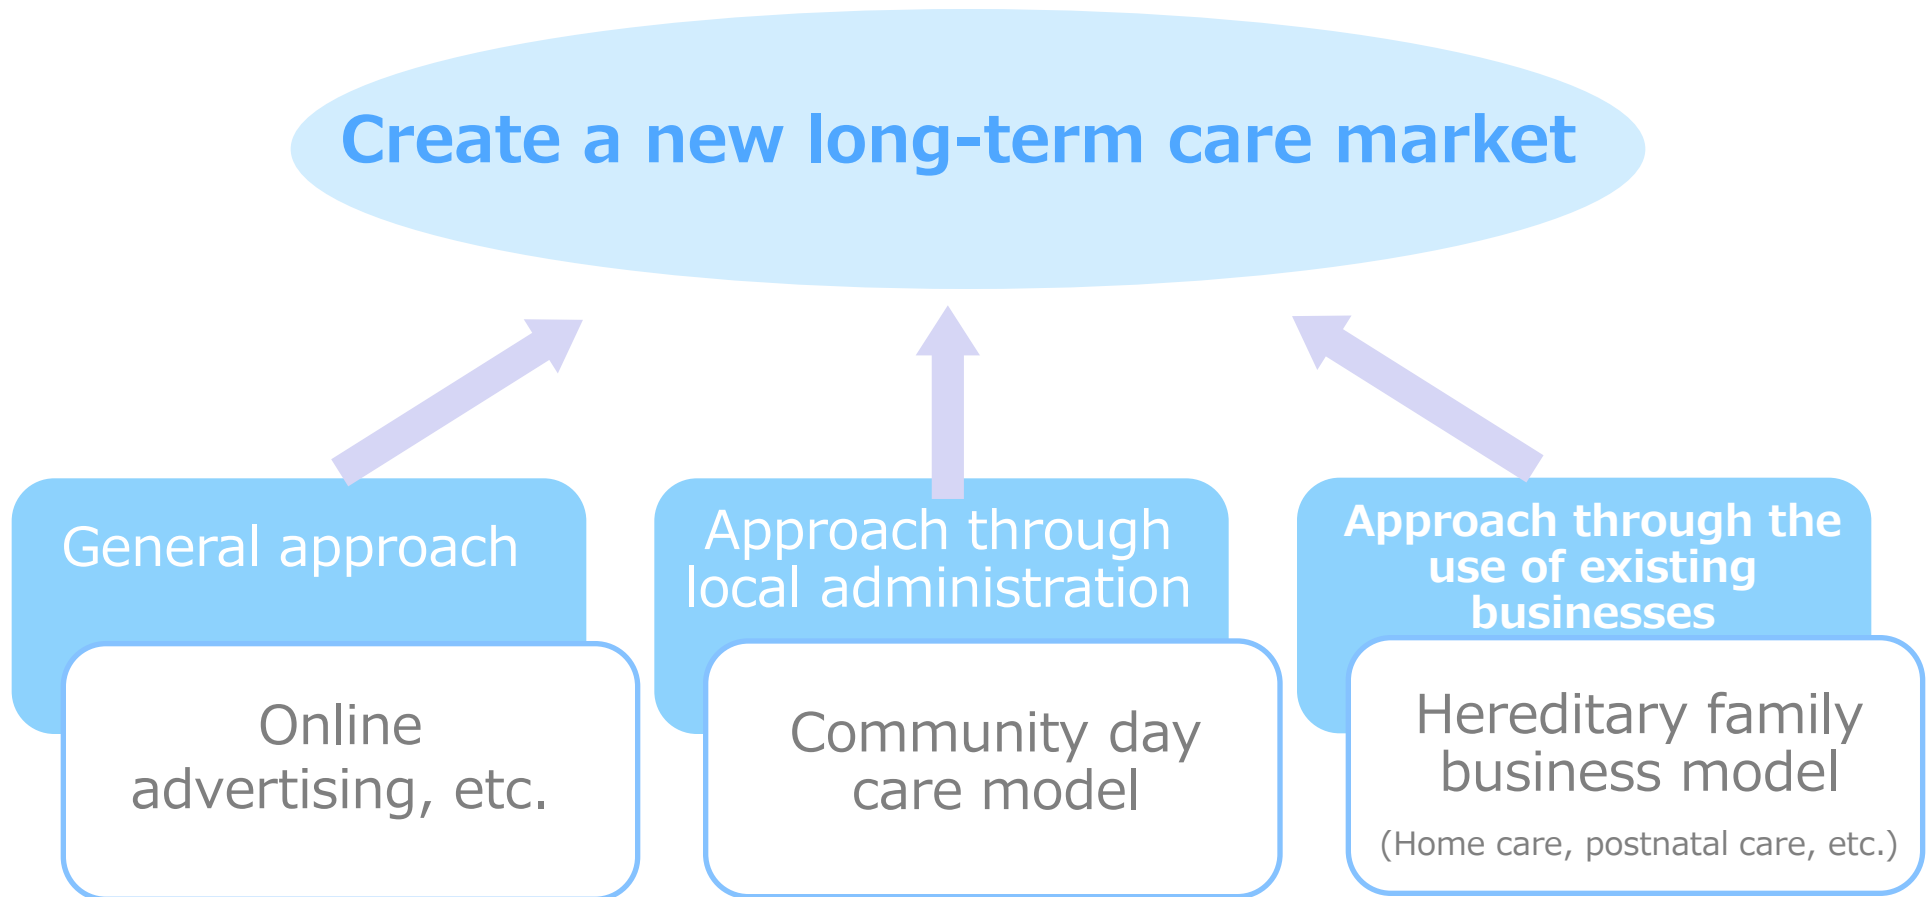 Create a new long-term care market
General approach
Online
advertising, etc.
Approach through
local administration
Community day
care model
Approach through the
use of existing
businesses
Hereditary family
business model
(Home care, postnatal care, etc.)